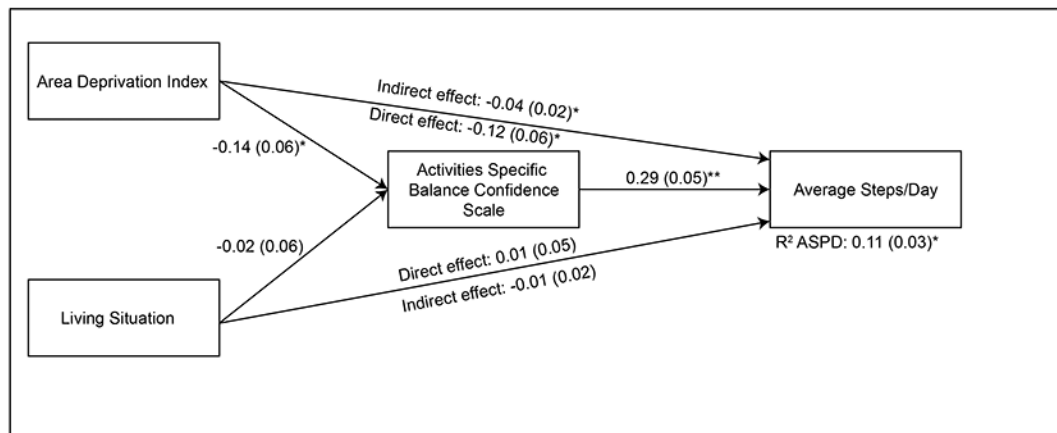 Area Deprivation Index
Indirect effect: -0.04 (0.02)*
Direct effect: -0.12 (0.06)*
-0.14 (0.06)*
Activities Specific
Balance Confidence
Scale
0.29 (0.05)**
Average Steps/Day
R² ASPD: 0.11 (0.03)*
-0.02 (0.06)
Direct effect: 0.01 (0.05)
Indirect effect: -0.01 (0.02)
Living Situation